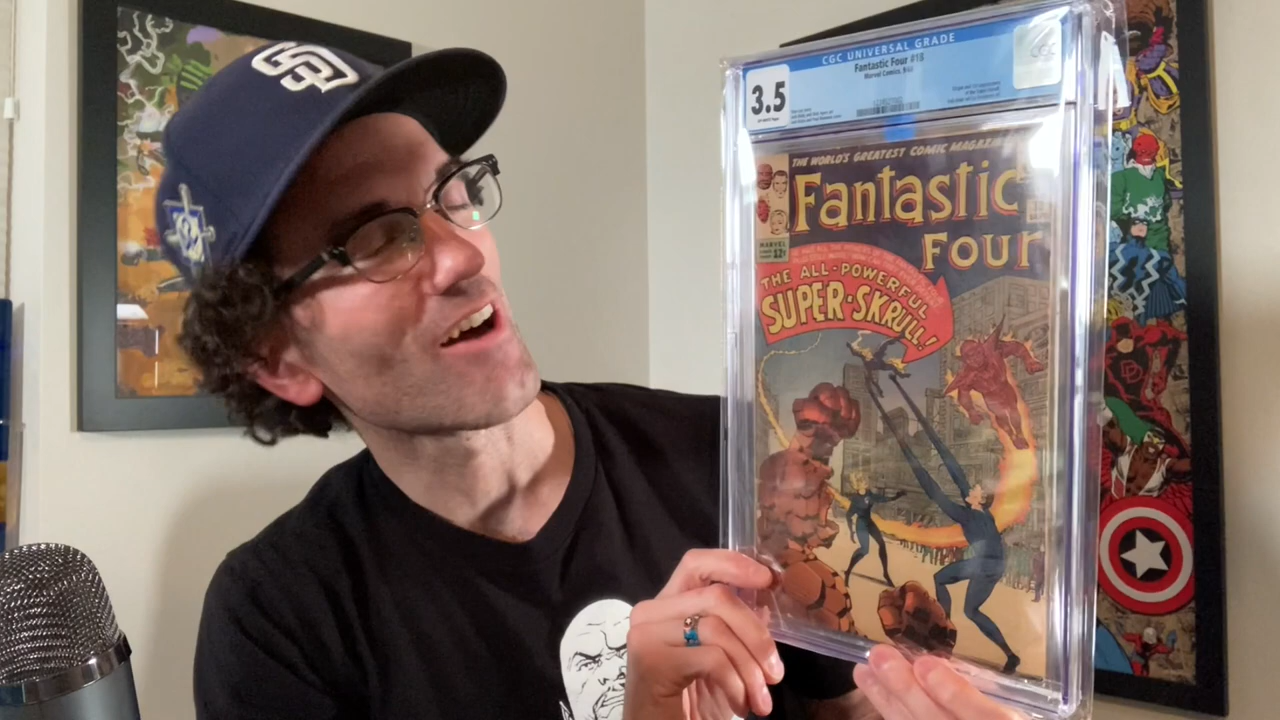 SD
CGC UNIVERSAL GRADE
3.5
Fantastic Four #18
Marvel Comics, 9/63
CGC
THE WORLD'S GREATEST COMIC MAGAZINE
Fantastic
FOUR
MARVEL
12¢
THE ALL-POWERFUL
SUPER-SKRULL!
DD